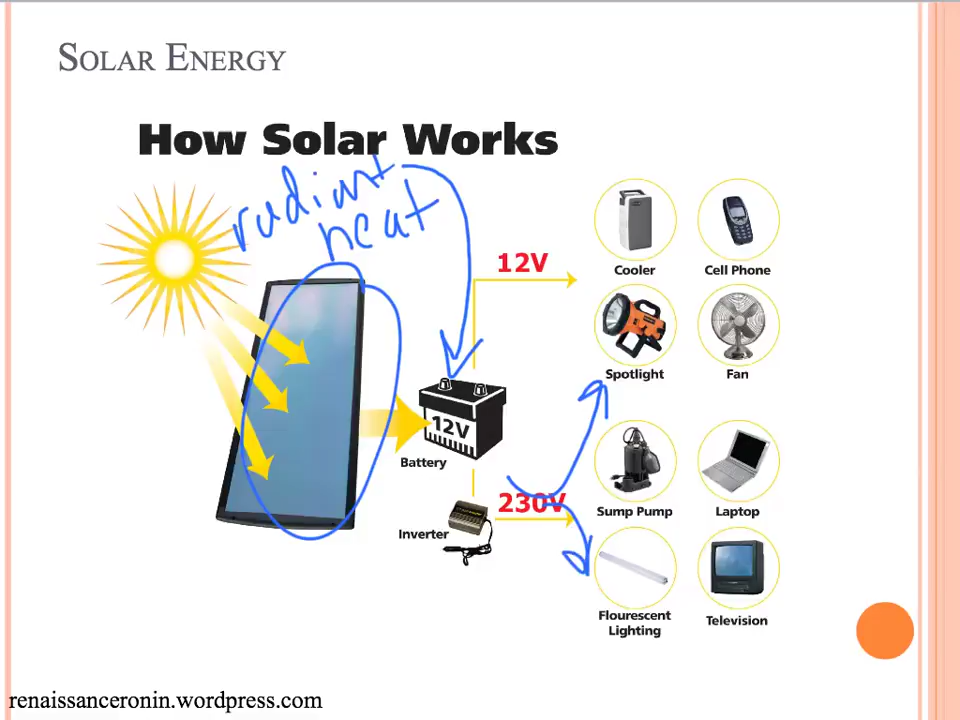 SOLAR ENERGY
How Solar Works
radiant
heat
12V
Cooler
Cell Phone
Spotlight
Fan
12V
Battery
230V
Inverter
Sump Pump
Laptop
Flourescent
Lighting
Television
renaissanceronin.wordpress.com